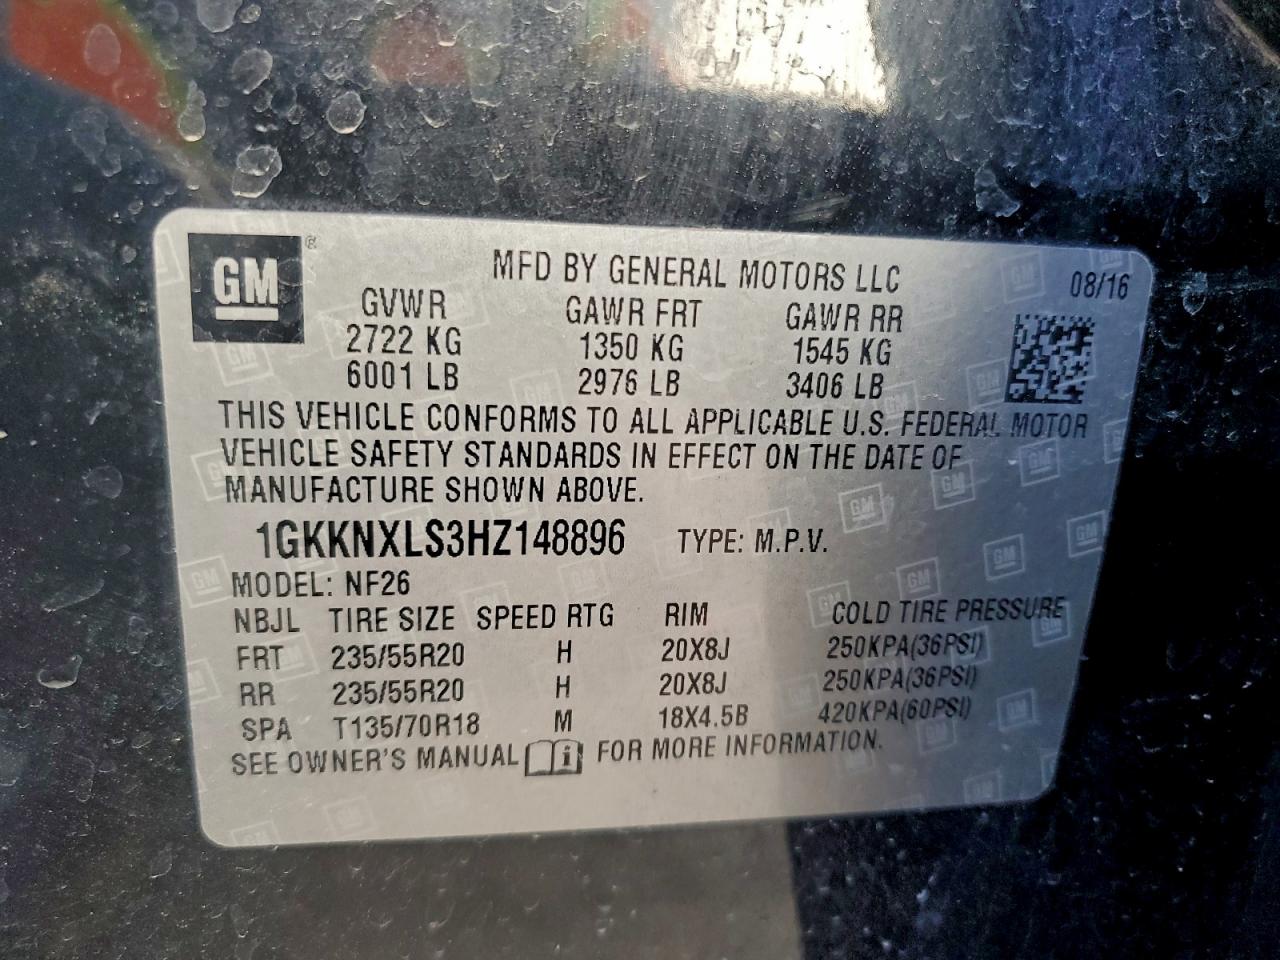 GM®
MFD BY GENERAL MOTORS LLC 08/16
GVWR GAWR FRT GAWR RR
2722 KG 1350 KG 1545 KG
6001 LB 2976 LB 3406 LB
THIS VEHICLE CONFORMS TO ALL APPLICABLE U.S. FEDERAL MOTOR
VEHICLE SAFETY STANDARDS IN EFFECT ON THE DATE OF
MANUFACTURE SHOWN ABOVE.
1GKKNXLS3HZ148896 TYPE: M.P.V.
MODEL: NF26
NBJL TIRE SIZE SPEED RTG RIM COLD TIRE PRESSURE
FRT 235/55R20 H 20X8J 250KPA(36PSI)
RR 235/55R20 H 20X8J 250KPA(36PSI)
SPA T135/70R18 M 18X4.5B 420KPA(60PSI)
SEE OWNER'S MANUAL i FOR MORE INFORMATION.